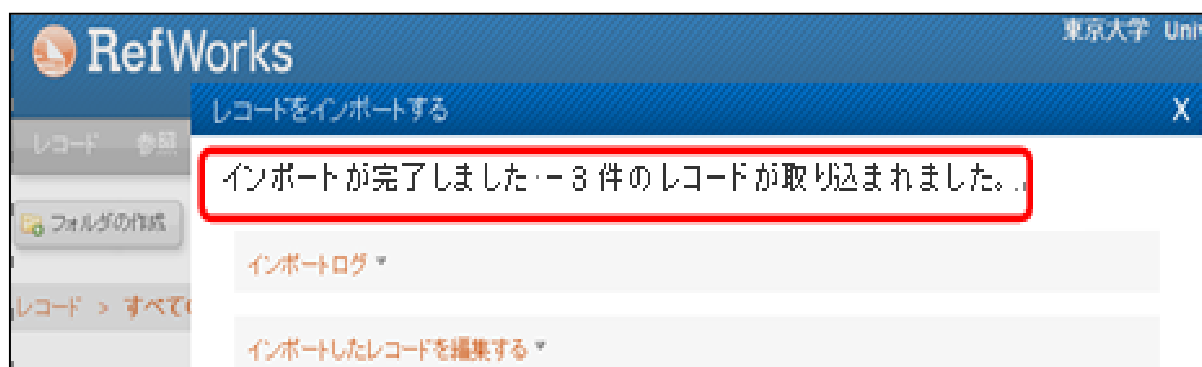 RefWorks
東京大学 Univ
レコードをインポートする X
レコード 参照
インポートが完了しました - 3 件のレコードが取り込まれました。
フォルダの作成
インポートログ ▼
レコード > すべての
インポートしたレコードを編集する ▼